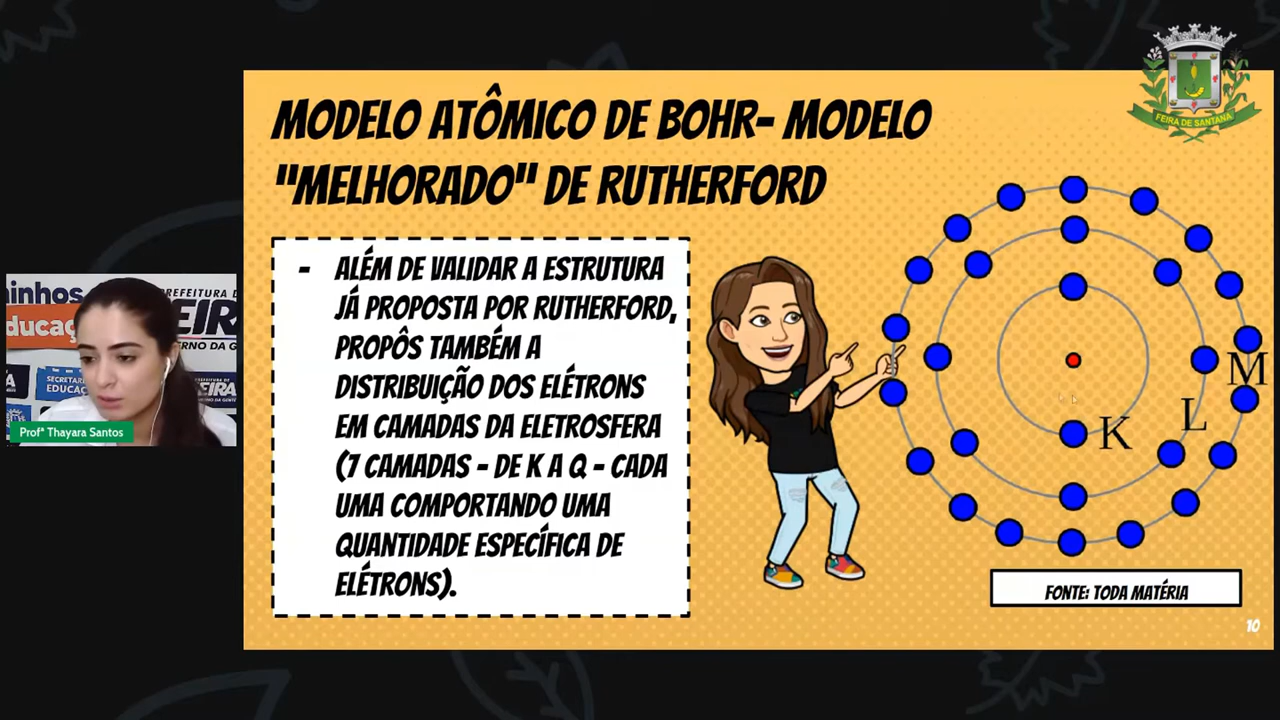 MODELO ATÔMICO DE BOHR- MODELO
"MELHORADO" DE RUTHERFORD
- ALÉM DE VALIDAR A ESTRUTURA
JÁ PROPOSTA POR RUTHERFORD,
PROPÔS TAMBÉM A
DISTRIBUIÇÃO DOS ELÉTRONS
EM CAMADAS DA ELETROSFERA
(7 CAMADAS - DE K A Q - CADA
UMA COMPORTANDO UMA
QUANTIDADE ESPECÍFICA DE
ELÉTRONS).
K
L
M
FONTE: TODA MATÉRIA
10
FEIRA DE SANTANA
Profª Thayara Santos